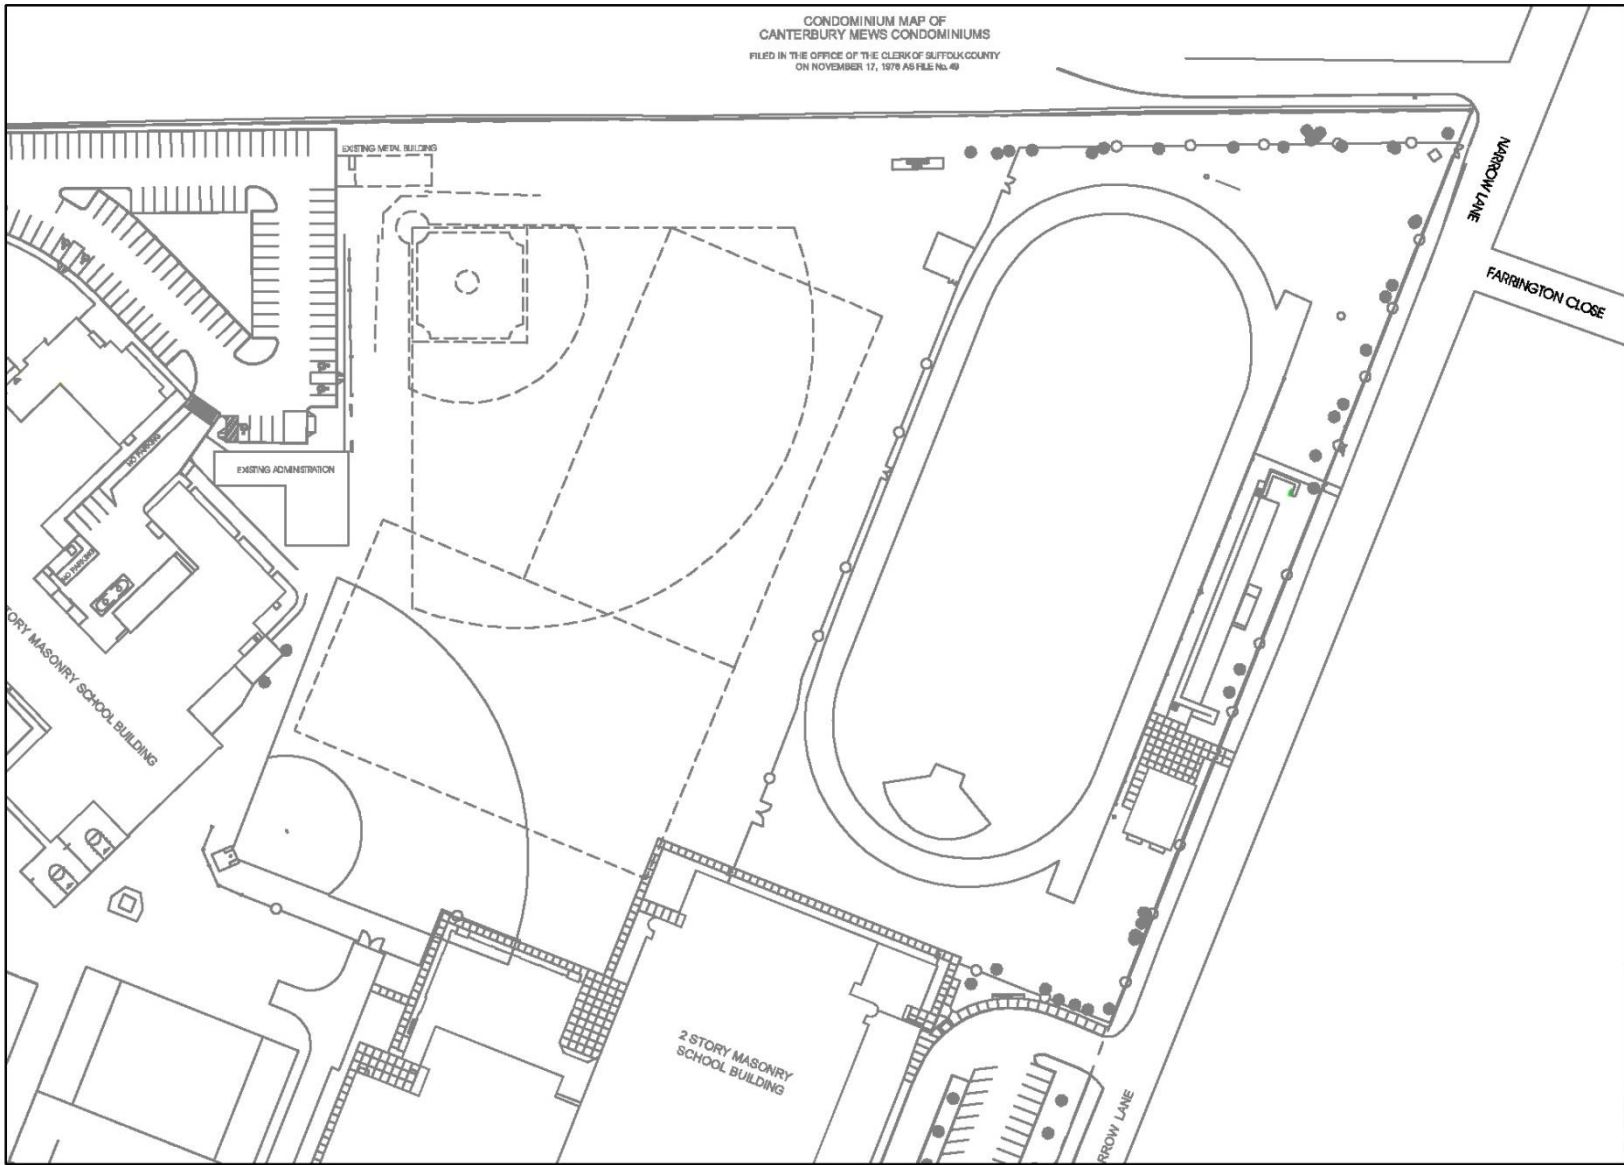 CONDOMINIUM MAP OF
CANTERBURY MEWS CONDOMINIUMS
FILED IN THE OFFICE OF THE CLERK OF SUFFOLK COUNTY
ON NOVEMBER 17, 1978 AS FILE No. 49
EXISTING METAL BUILDING
NARROW LANE
FARRINGTON CLOSE
NO PARKING
EXISTING ADMINISTRATION
NO PARKING
TORY MASONRY SCHOOL BUILDING
2 STORY MASONRY
SCHOOL BUILDING
RROW LANE